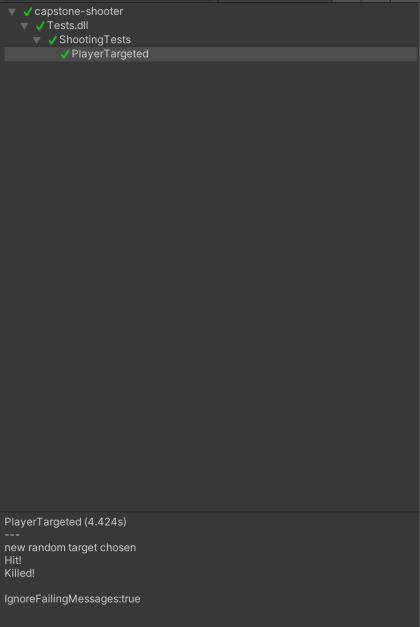 capstone-shooter
Tests.dll
ShootingTests
PlayerTargeted
PlayerTargeted (4.424s)
---
new random target chosen
Hit!
Killed!
IgnoreFailingMessages:true